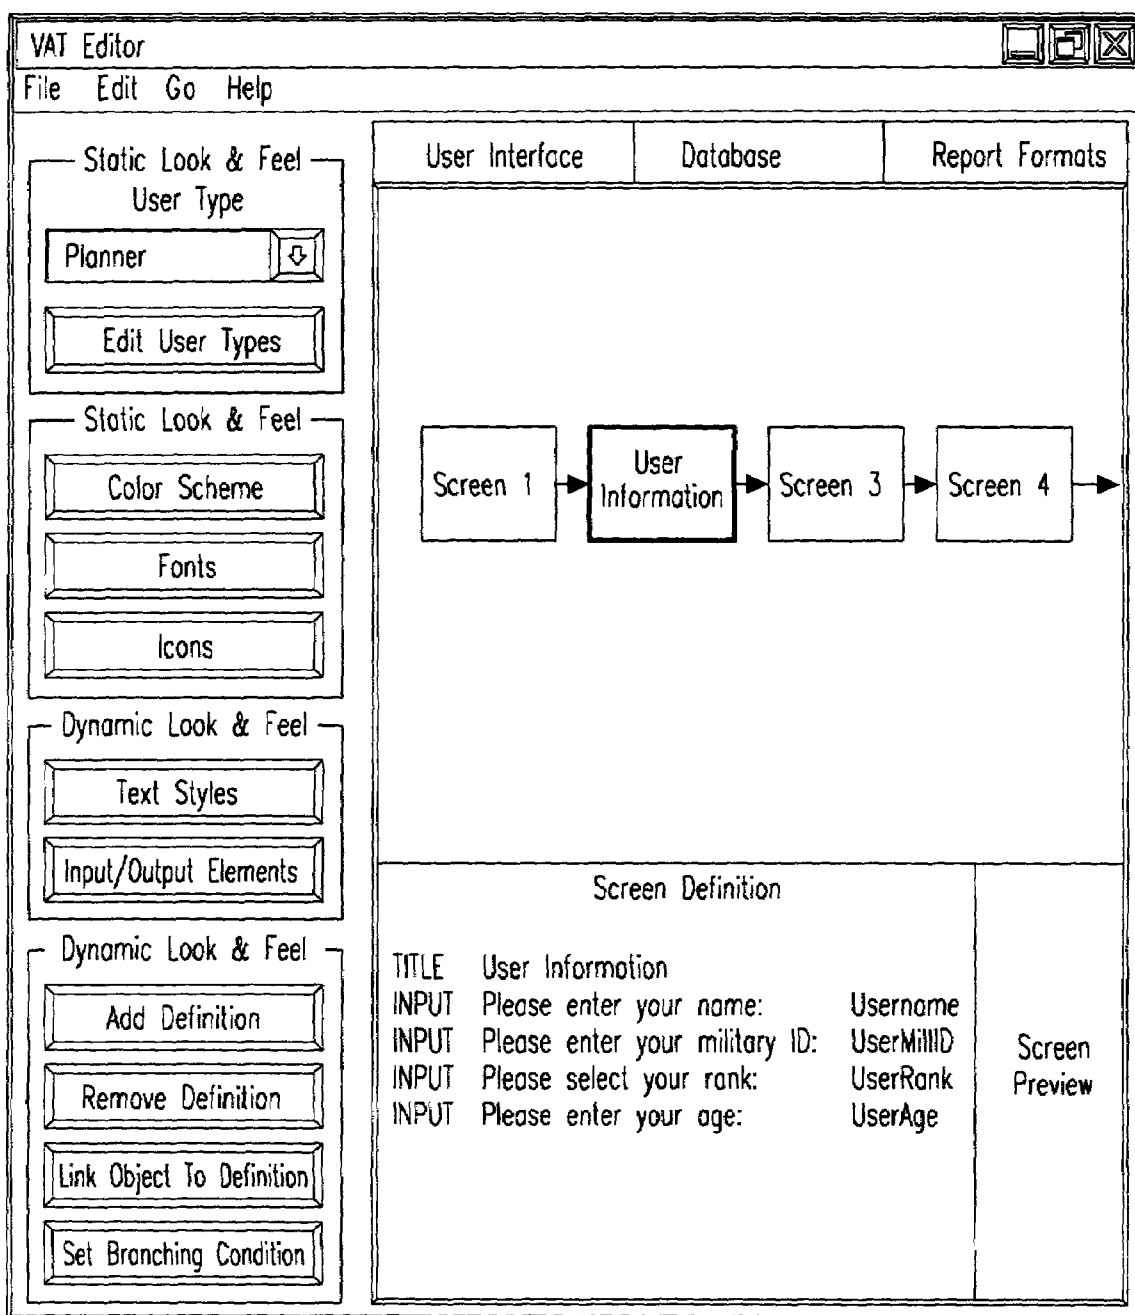 VAT Editor
File Edit Go Help
Static Look & Feel
User Type
Planner
Edit User Types
Static Look & Feel
Color Scheme
Fonts
Icons
Dynamic Look & Feel
Text Styles
Input/Output Elements
Dynamic Look & Feel
Add Definition
Remove Definition
Link Object To Definition
Set Branching Condition
User Interface Database Report Formats
Screen 1
User
Information
Screen 3
Screen 4
Screen Definition
TITLE User Information
INPUT Please enter your name: Username
INPUT Please enter your military ID: UserMillID
INPUT Please select your rank: UserRank
INPUT Please enter your age: UserAge
Screen
Preview